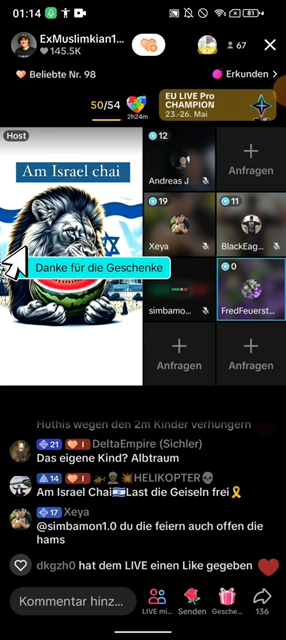 01:14
81
ExMuslimkian1...
145.5K
67
Beliebte Nr. 98
Erkunden >
50/54
2h24m
EU LIVE Pro
CHAMPION
23.-26. Mai
Host
Am Israel chai
Danke für die Geschenke
12
Andreas J
Anfragen
19
Xeya
11
BlackEag...
simbamo...
0
FredFeuerst...
Anfragen
Anfragen
Huthis wegen den 2m Kinder verhungern
21 1 DeltaEmpire (Sichler)
Das eigene Kind? Albtraum
14 1 HELIKOPTER
Am Israel Chai🇮🇱Last die Geiseln frei🎗️
17 Xeya
@simbamon1.0 du die feiern auch offen die
hams
dkgzh0 hat dem LIVE einen Like gegeben
Kommentar hinz...
LIVE mi...
Senden
Gesche...
136